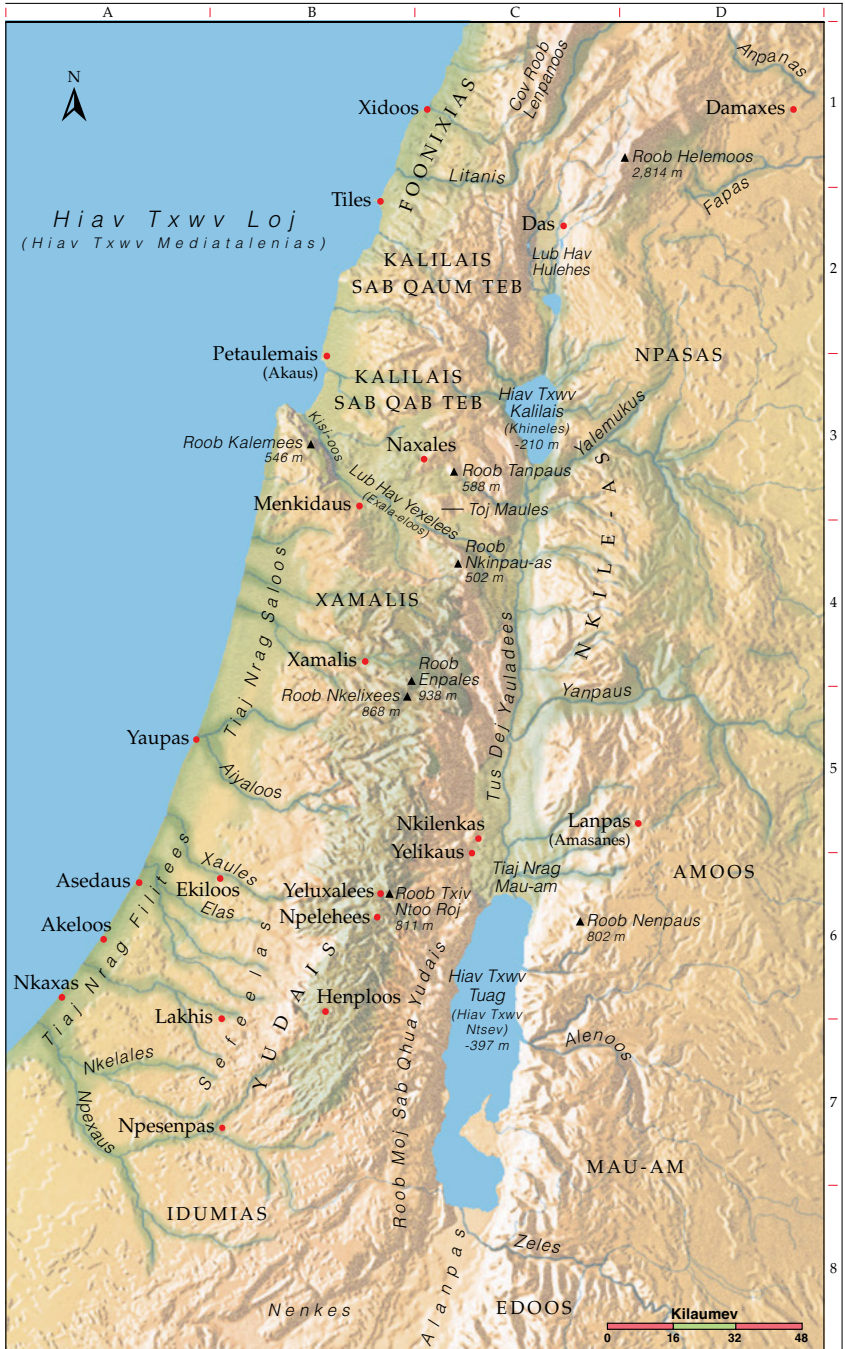 A B C D
N
Anpanas
Cov Roob
Lenpanoos
1
Xidoos
FOONIXIAS
Damaxes
Roob Helemoos
2,814 m
Litanis
Fapas
Tiles
Hiav Txwv Loj
(Hiav Txwv Mediatalenias)
Das
Lub Hav
Hulehes
2
KALILAIS
SAB QAUM TEB
NPASAS
Petaulemais
(Akaus)
KALILAIS
SAB QAB TEB
Hiav Txwv
Kalilais
(Khineles)
-210 m
Yalemukus
3
Kisi-oos
Roob Kalemees
546 m
Naxales
Roob Tanpaus
588 m
Lub Hav Yexelees
(Exala-eloos)
Menkidaus
Toj Maules
NKILE-AS
Roob
Nkinpau-as
502 m
Tiaj Nrag Saloos
XAMALIS
4
Xamalis
Roob
Enpales
938 m
Roob Nkelixees
868 m
Yanpaus
Tus Dej Yauladees
Yaupas
Aiyaloos
5
Nkilenkas
Lanpas
(Amasanes)
Yelikaus
Xaules
Tiaj Nrag
Mau-am
AMOOS
Asedaus
Ekiloos
Yeluxalees
Roob Txiv
Ntoo Roj
811 m
Elas
Npelehees
Akeloos
Roob Nenpaus
802 m
6
Tiaj Nrag Filitees
Nkaxas
Lakhis
Sefeelas
YUDAIS
Henploos
Roob Moj Sab Qhua Yudais
Hiav Txwv
Tuag
(Hiav Txwv
Ntsev)
-397 m
Alenoos
Nkelales
Npexaus
7
Npesenpas
MAU-AM
IDUMIAS
Zeles
8
Alanpas
Nenkes
EDOOS
Kilaumev
0 16 32 48